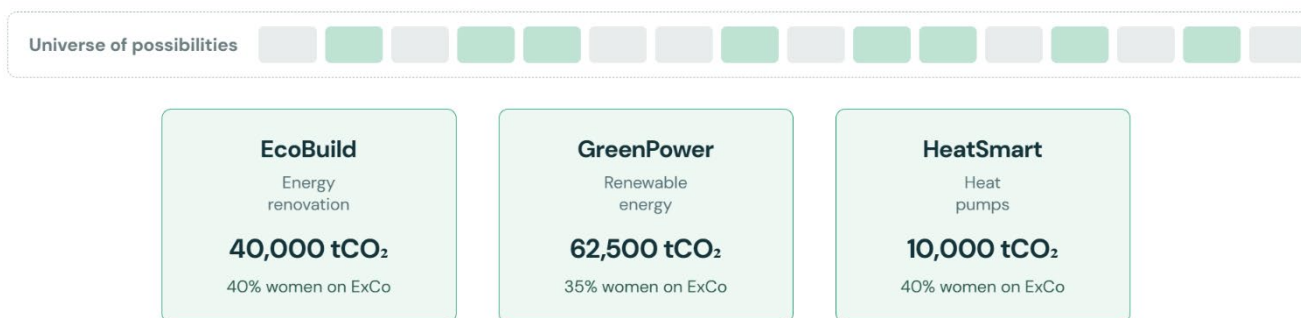 Universe of possibilities
EcoBuild
Energy
renovation
40,000 tCO₂
40% women on ExCo
GreenPower
Renewable
energy
62,500 tCO₂
35% women on ExCo
HeatSmart
Heat
pumps
10,000 tCO₂
40% women on ExCo